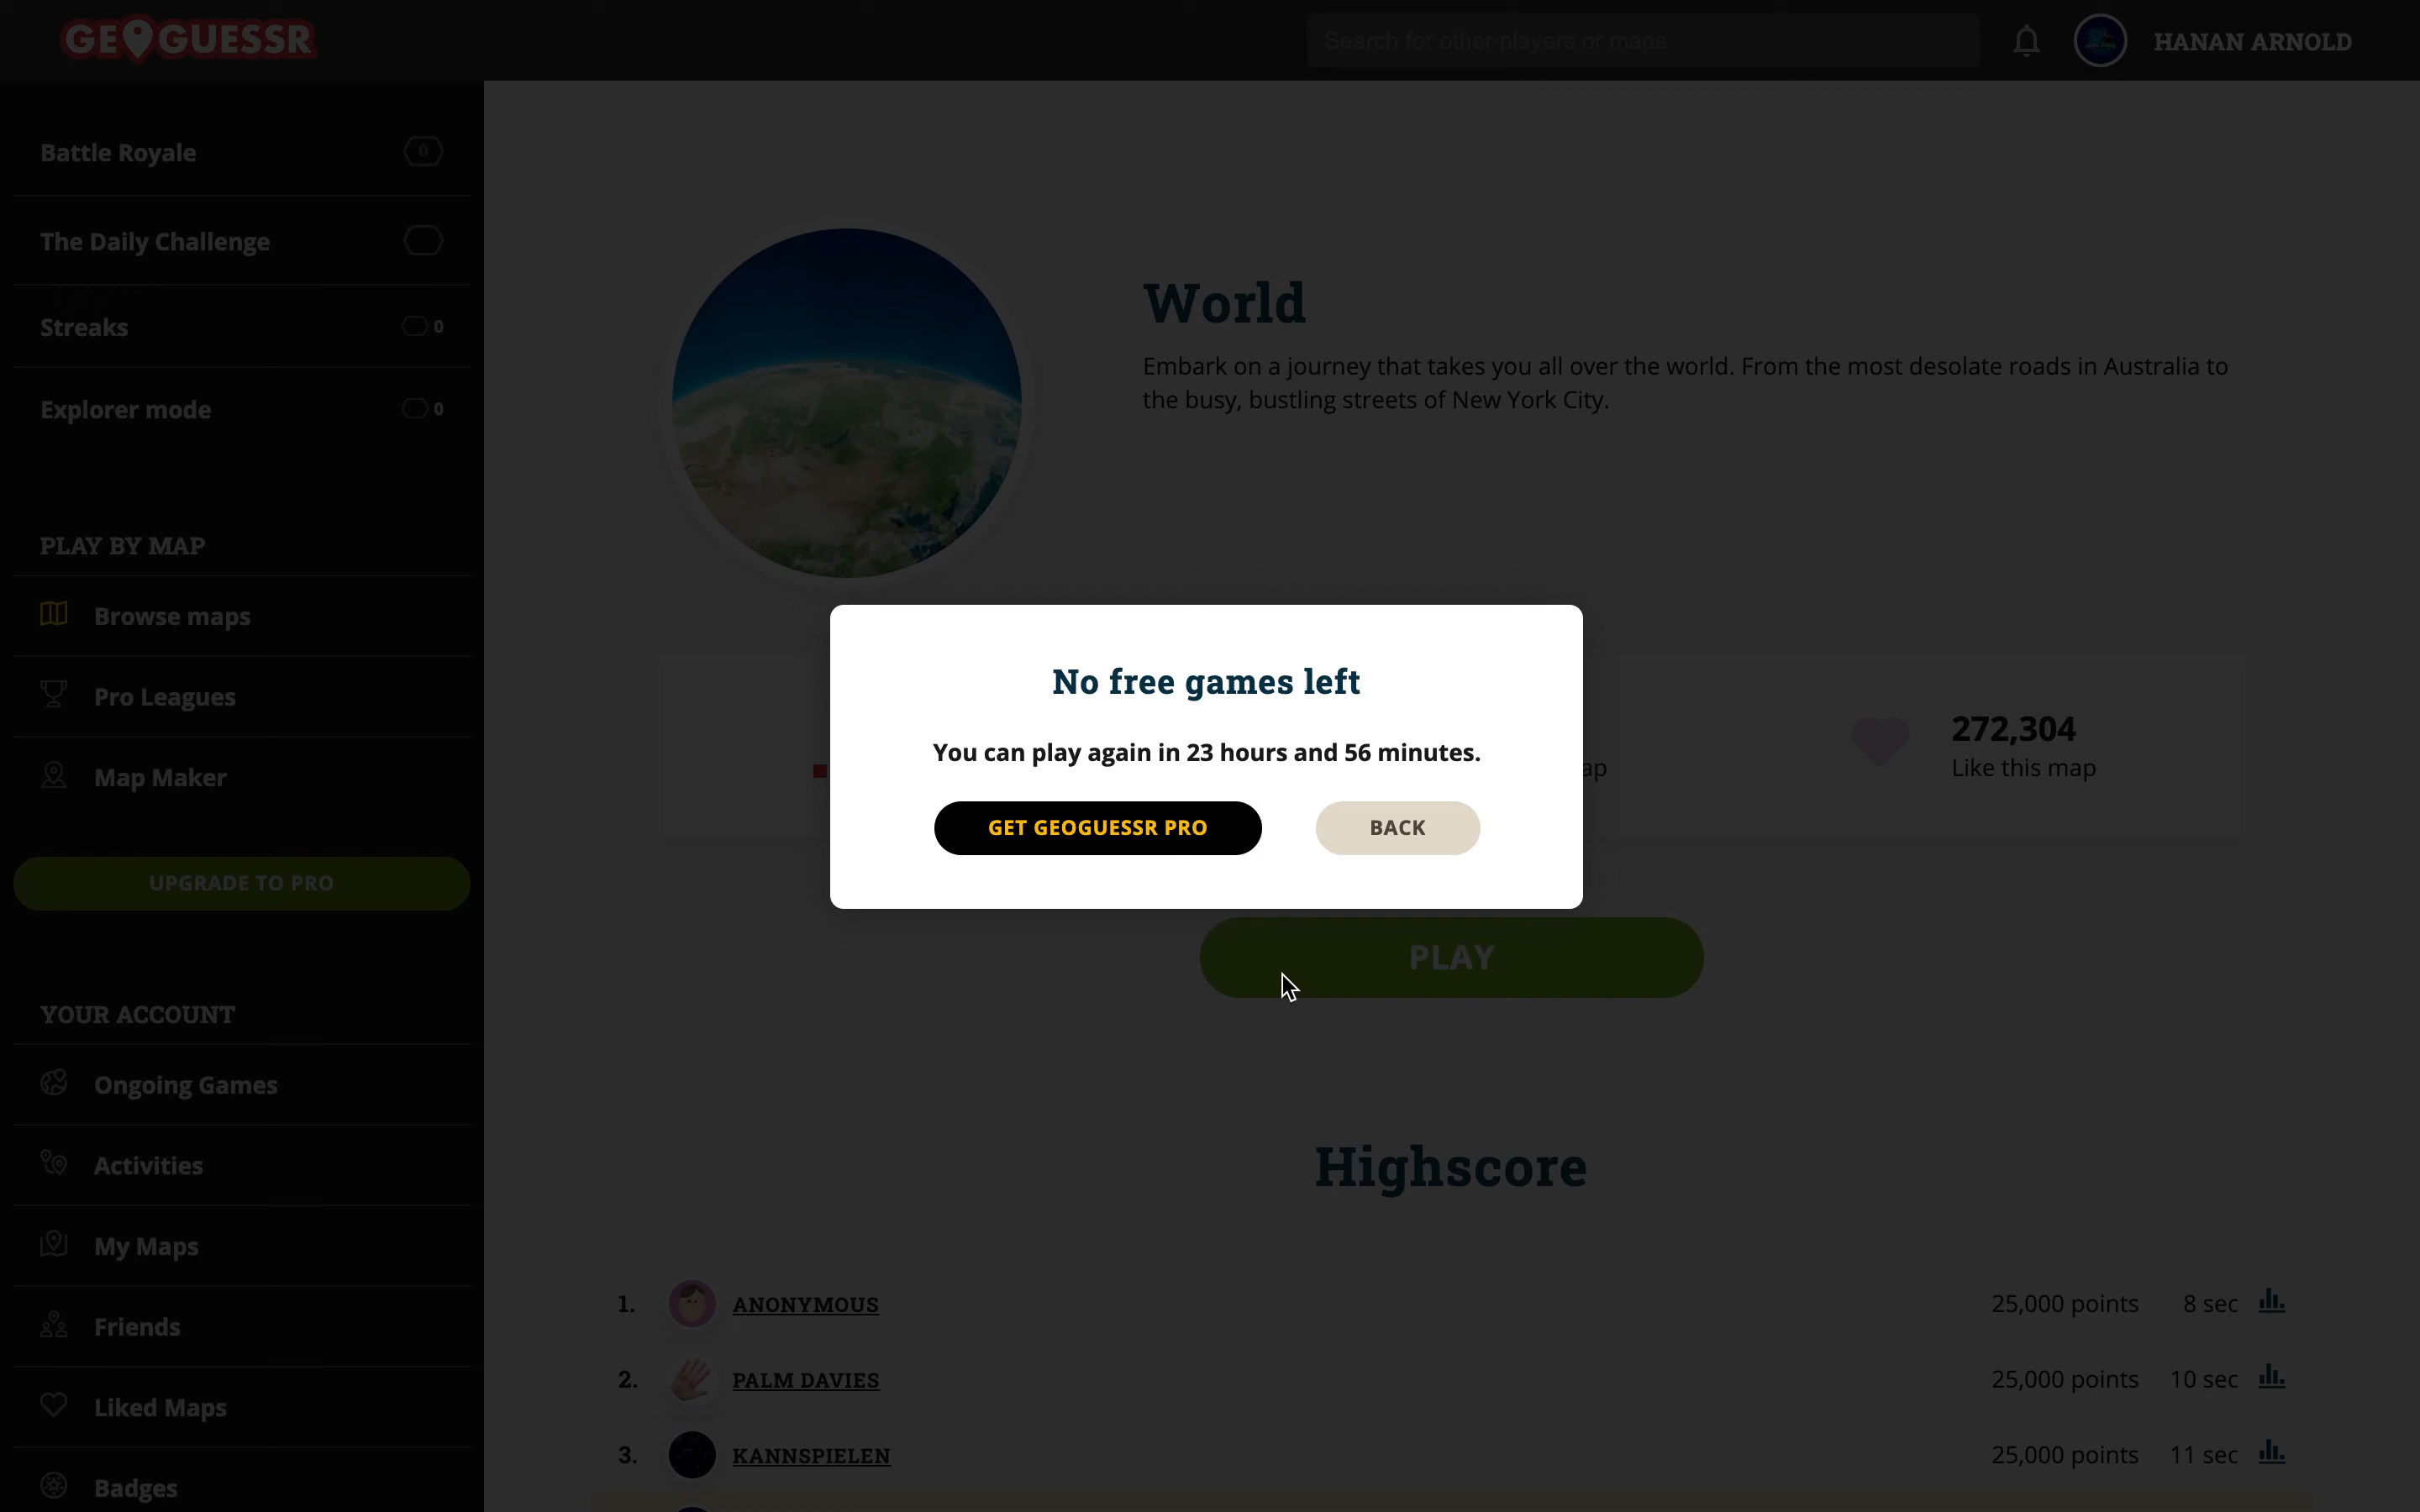 GEOGUESSR
Search for other players or maps
HANAN ARNOLD
Battle Royale
0
The Daily Challenge
Streaks
0
Explorer mode
0
PLAY BY MAP
Browse maps
Pro Leagues
Map Maker
UPGRADE TO PRO
YOUR ACCOUNT
Ongoing Games
Activities
My Maps
Friends
Liked Maps
Badges
World
Embark on a journey that takes you all over the world. From the most desolate roads in Australia to
the busy, bustling streets of New York City.
No free games left
You can play again in 23 hours and 56 minutes.
GET GEOGUESSR PRO
BACK
ap
272,304
Like this map
PLAY
Highscore
1. ANONYMOUS 25,000 points 8 sec
2. PALM DAVIES 25,000 points 10 sec
3. KANNSPIELEN 25,000 points 11 sec